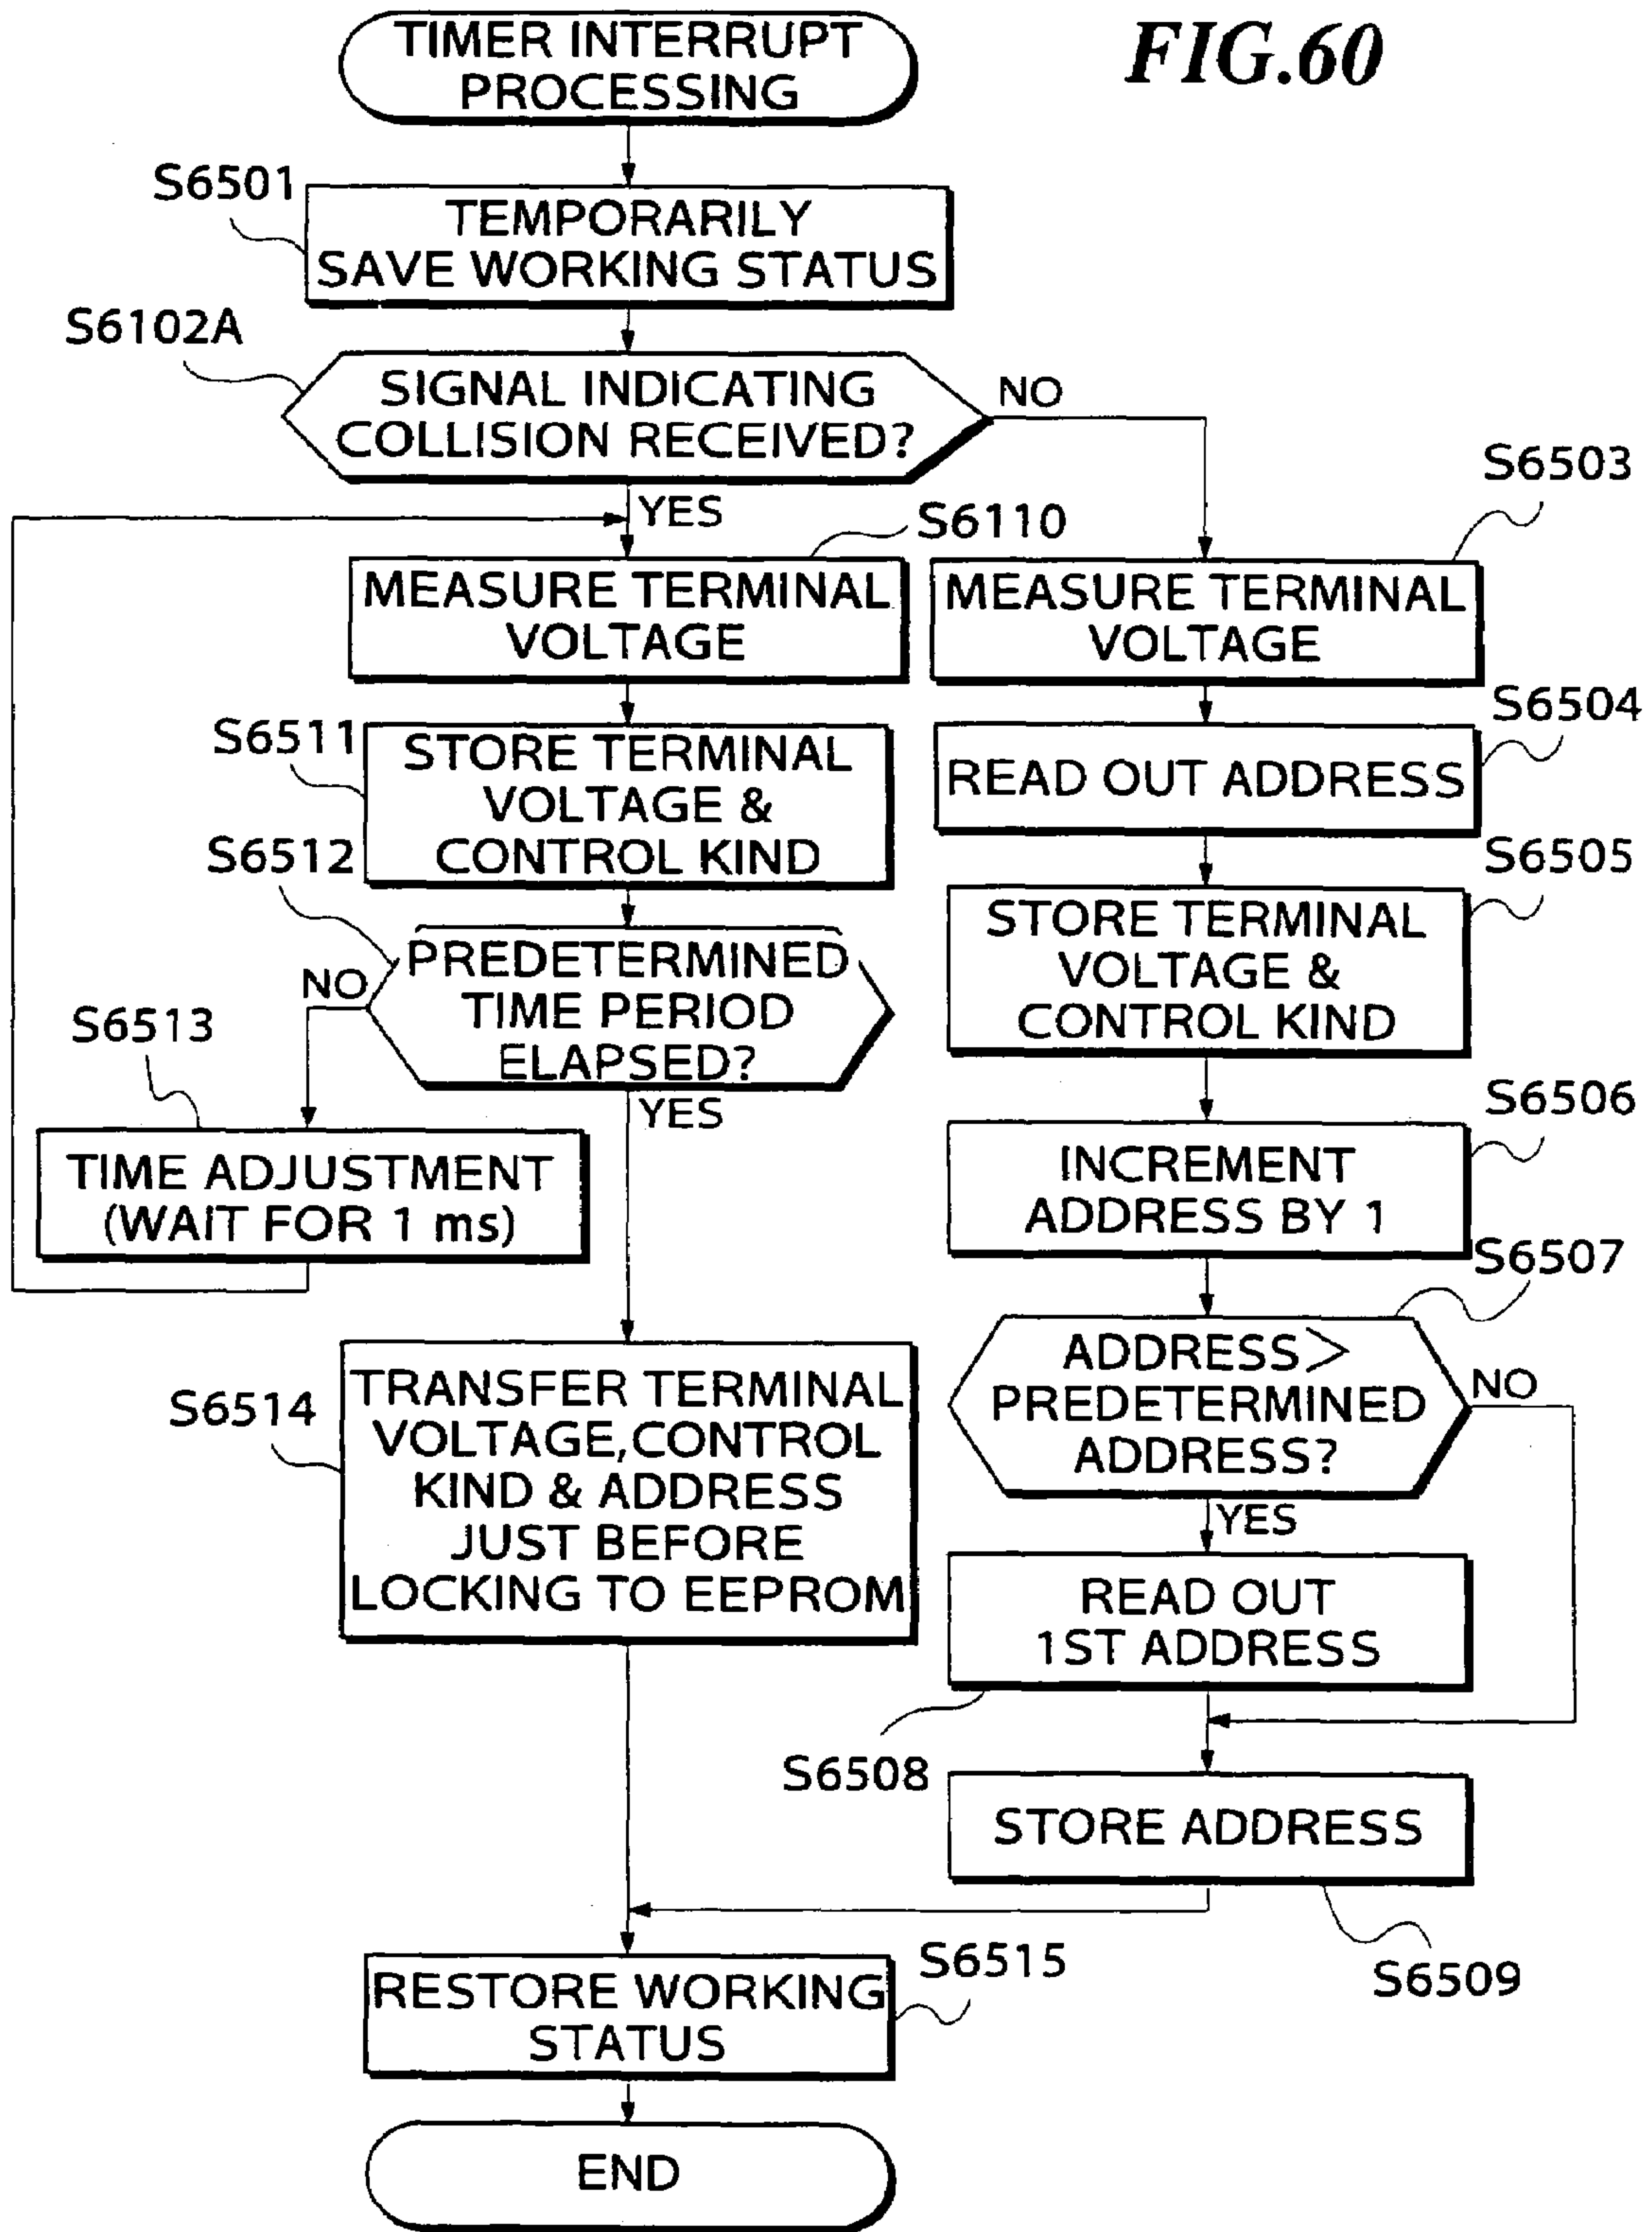 FIG.60
TIMER INTERRUPT
PROCESSING
S6501
TEMPORARILY
SAVE WORKING STATUS
S6102A
SIGNAL INDICATING
COLLISION RECEIVED?
NO
YES
S6110
MEASURE TERMINAL
VOLTAGE
S6511
STORE TERMINAL
VOLTAGE &
CONTROL KIND
S6512
PREDETERMINED
TIME PERIOD
ELAPSED?
NO
YES
S6513
TIME ADJUSTMENT
(WAIT FOR 1 ms)
S6514
TRANSFER TERMINAL
VOLTAGE,CONTROL
KIND & ADDRESS
JUST BEFORE
LOCKING TO EEPROM
S6503
MEASURE TERMINAL
VOLTAGE
S6504
READ OUT ADDRESS
S6505
STORE TERMINAL
VOLTAGE &
CONTROL KIND
S6506
INCREMENT
ADDRESS BY 1
S6507
ADDRESS>
PREDETERMINED
ADDRESS?
NO
YES
READ OUT
1ST ADDRESS
S6508
STORE ADDRESS
S6509
S6515
RESTORE WORKING
STATUS
END